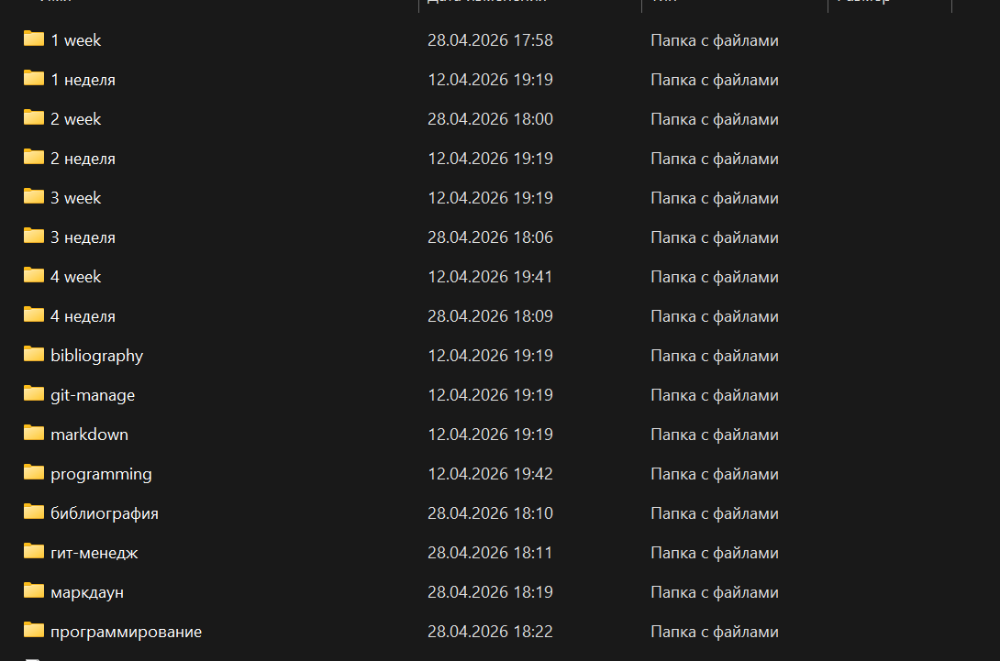 1 week 28.04.2026 17:58 Папка с файлами
1 неделя 12.04.2026 19:19 Папка с файлами
2 week 28.04.2026 18:00 Папка с файлами
2 неделя 12.04.2026 19:19 Папка с файлами
3 week 12.04.2026 19:19 Папка с файлами
3 неделя 28.04.2026 18:06 Папка с файлами
4 week 12.04.2026 19:41 Папка с файлами
4 неделя 28.04.2026 18:09 Папка с файлами
bibliography 12.04.2026 19:19 Папка с файлами
git-manage 12.04.2026 19:19 Папка с файлами
markdown 12.04.2026 19:19 Папка с файлами
programming 12.04.2026 19:42 Папка с файлами
библиография 28.04.2026 18:10 Папка с файлами
гит-менедж 28.04.2026 18:11 Папка с файлами
маркдаун 28.04.2026 18:19 Папка с файлами
программирование 28.04.2026 18:22 Папка с файлами